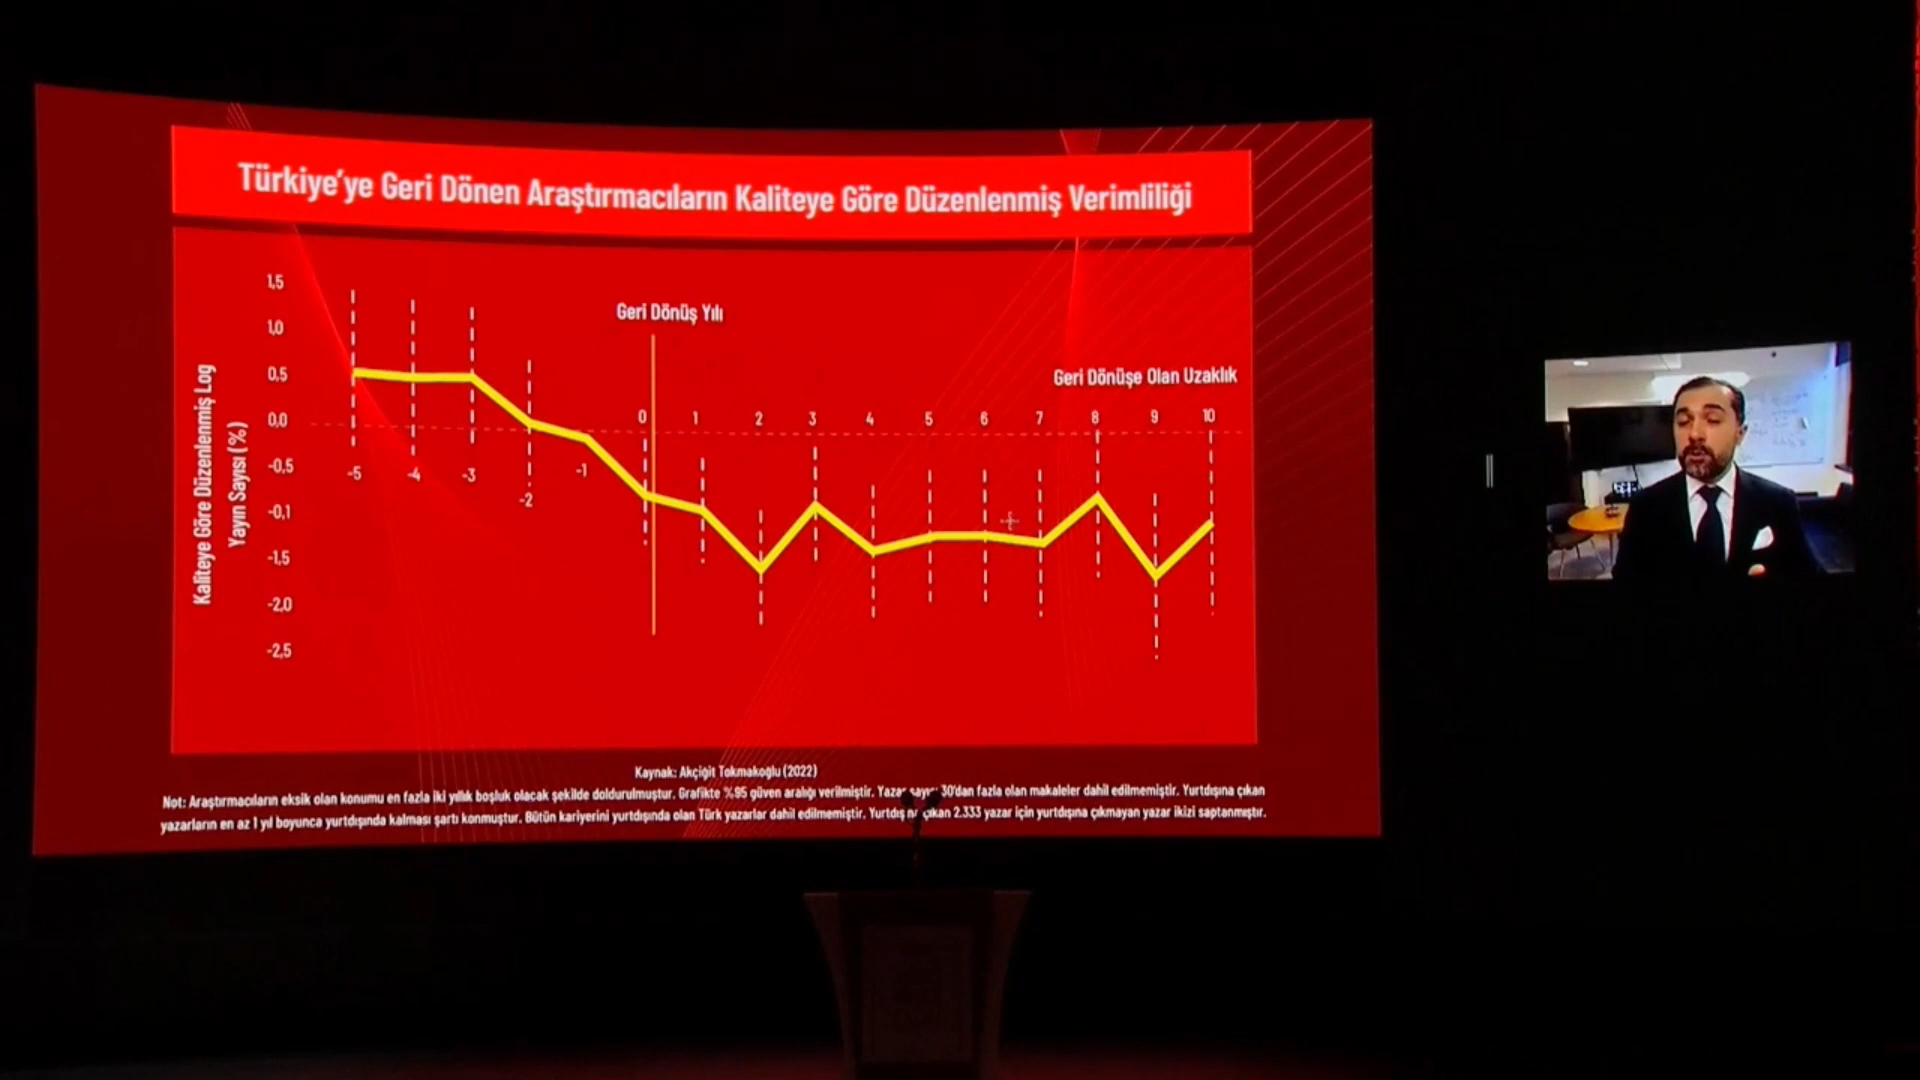 Türkiye'ye Geri Dönen Araştırmacıların Kaliteye Göre Düzenlenmiş Verimliliği
Kaliteye Göre Düzenlenmiş Log
Yayın Sayısı (%)
1,5
1,0
0,5
0,0
-0,5
-0,1
-1,5
-2,0
-2,5
Geri Dönüş Yılı
Geri Dönüşe Olan Uzaklık
-5 -4 -3 -2 -1 0 1 2 3 4 5 6 7 8 9 10
Kaynak: Akçiğit Tokmakoğlu (2022)
Not: Araştırmacıların eksik olan konumu en fazla iki yıllık boşluk olacak şekilde doldurulmuştur. Grafikte %95 güven aralığı verilmiştir. Yazar 30'dan fazla olan makaleler dahil edilmemiştir. Yurtdışına çıkan
yazarların en az 1 yıl boyunca yurtdışında kalması şartı konmuştur. Bütün kariyerini yurtdışında olan Türk yazarlar dahil edilmemiştir. çıkan 2.333 yazar için yurtdışına çıkmayan yazar ikizi saptanmıştır.